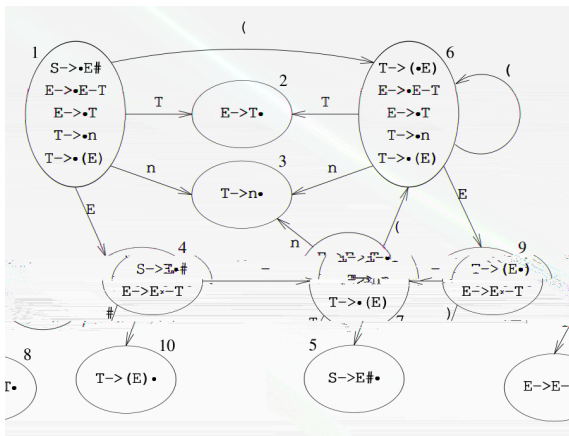 (
1
S->•E#
E->•E-T
E->•T
T->•n
T->•(E)
6
T->(•E)
E->•E-T
E->•T
T->•n
T->•(E)
(
2
E->T•
T
T
3
T->n•
n
n
E
E
n
(
4
S->E•#
E->E•-T
-
T->•(E)
-
9
T->(E•)
E->E•-T
#
)
7
8
T•
10
T->(E)•
5
S->E#•
E->E-